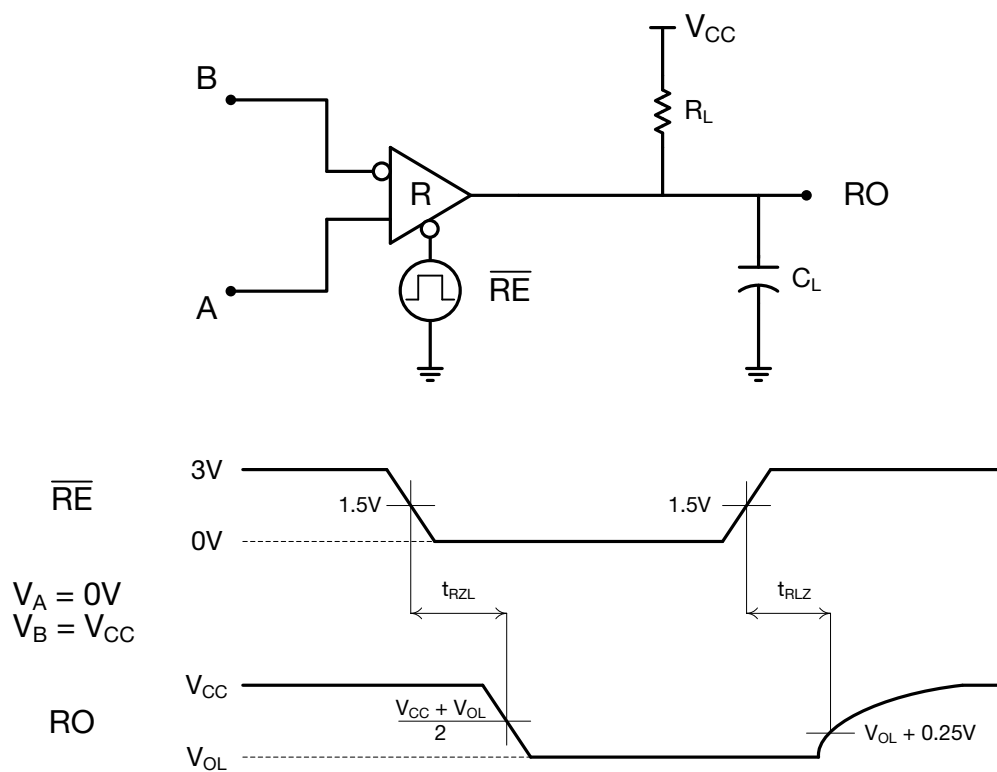 V_CC
B
R_L
R
RO
RE̅
A
C_L
3V
RE̅
1.5V
1.5V
0V
t_RZL
t_RLZ
V_A = 0V
V_B = V_CC
V_CC
V_CC + V_OL
2
RO
V_OL + 0.25V
V_OL